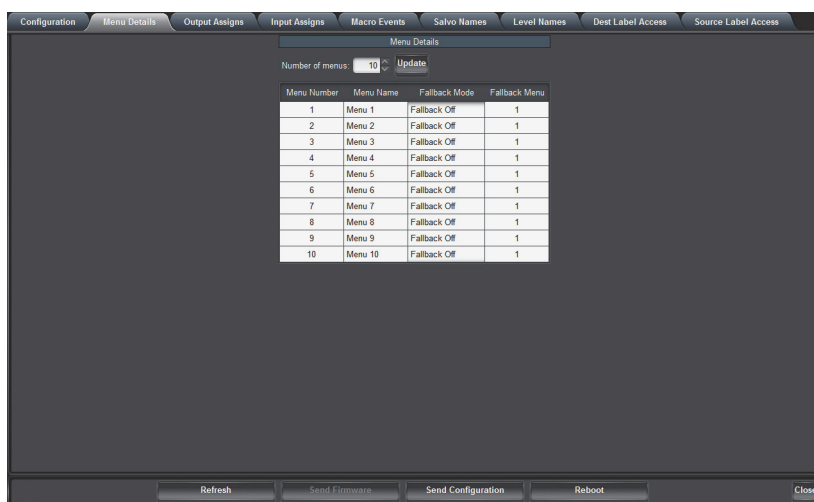 Configuration Menu Details Output Assigns Input Assigns Macro Events Salvo Names Level Names Dest Label Access Source Label Access
Menu Details
Number of menus: 10 Update
Menu Number Menu Name Fallback Mode Fallback Menu
1 Menu 1 Fallback Off 1
2 Menu 2 Fallback Off 1
3 Menu 3 Fallback Off 1
4 Menu 4 Fallback Off 1
5 Menu 5 Fallback Off 1
6 Menu 6 Fallback Off 1
7 Menu 7 Fallback Off 1
8 Menu 8 Fallback Off 1
9 Menu 9 Fallback Off 1
10 Menu 10 Fallback Off 1
Refresh Send Firmware Send Configuration Reboot Close